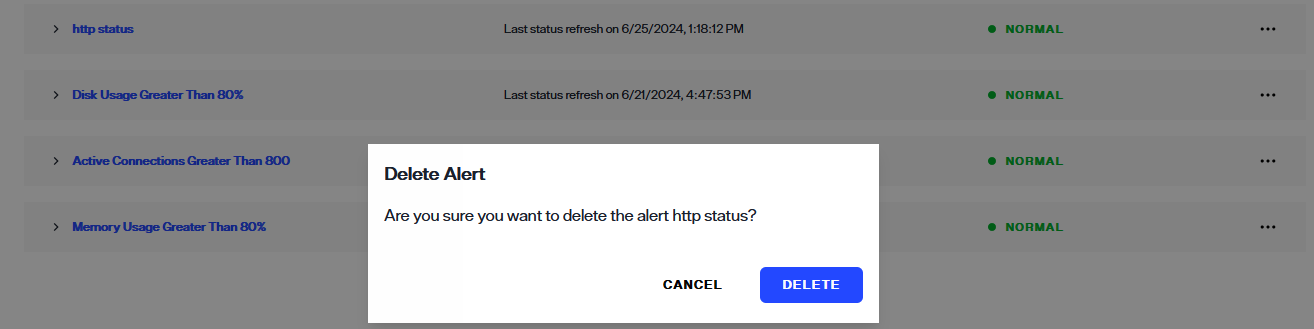 http status Last status refresh on 6/25/2024, 1:18:12 PM NORMAL
Disk Usage Greater Than 80% Last status refresh on 6/21/2024, 4:47:53 PM NORMAL
Active Connections Greater Than 800 NORMAL
Memory Usage Greater Than 80% NORMAL
Delete Alert
Are you sure you want to delete the alert http status?
CANCEL DELETE